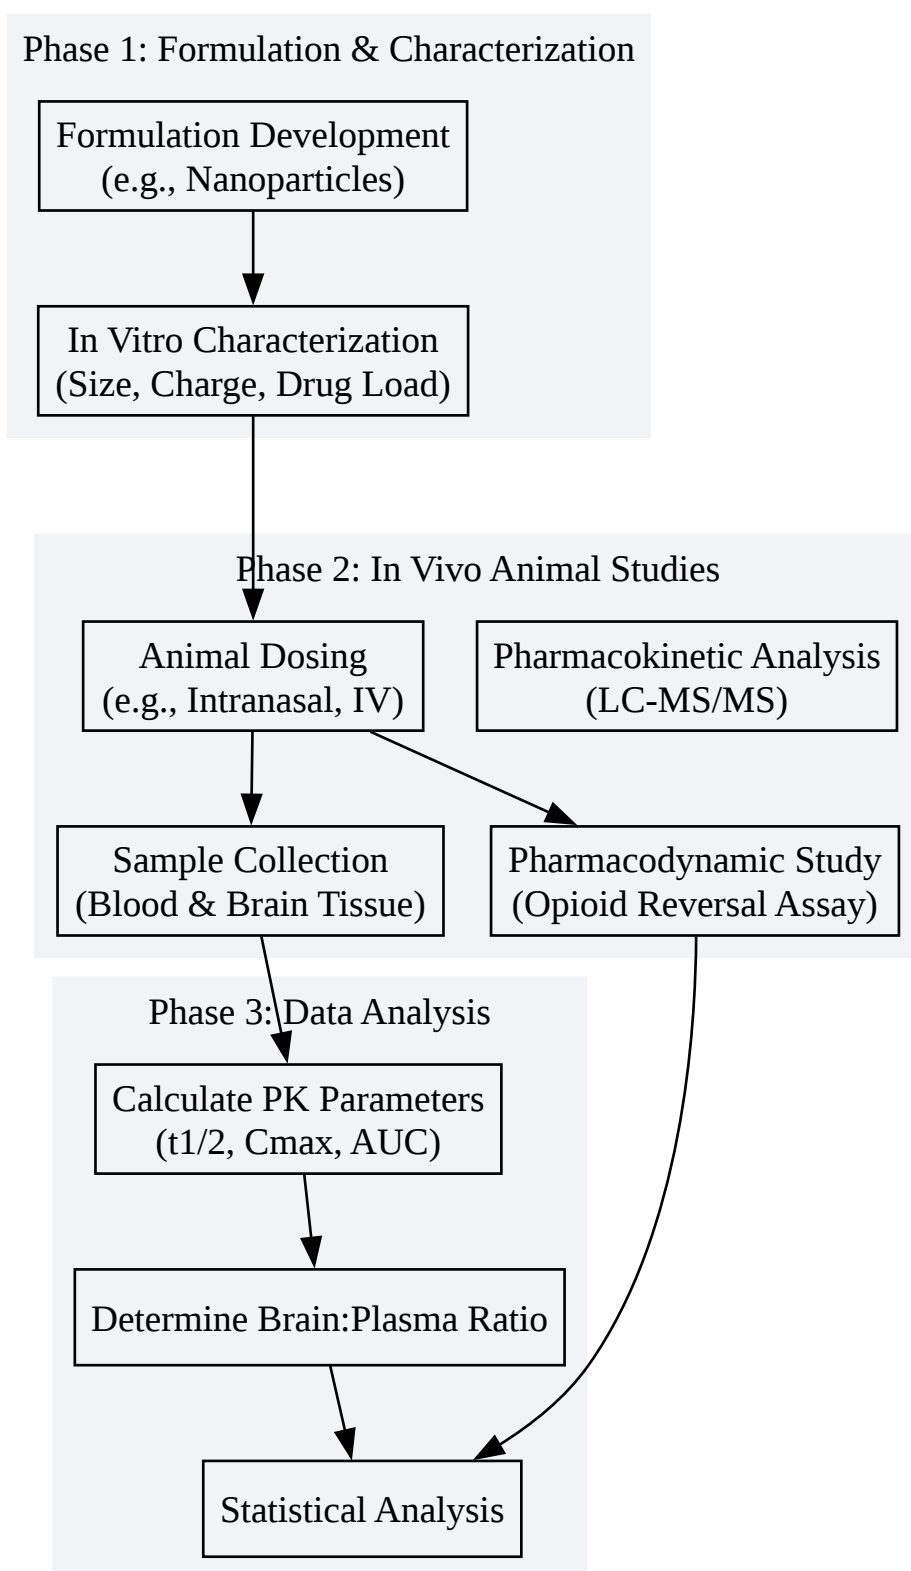 Phase 1: Formulation & Characterization
Formulation Development
(e.g., Nanoparticles)
In Vitro Characterization
(Size, Charge, Drug Load)
Phase 2: In Vivo Animal Studies
Animal Dosing
(e.g., Intranasal, IV)
Pharmacokinetic Analysis
(LC-MS/MS)
Sample Collection
(Blood & Brain Tissue)
Pharmacodynamic Study
(Opioid Reversal Assay)
Phase 3: Data Analysis
Calculate PK Parameters
(t1/2, Cmax, AUC)
Determine Brain:Plasma Ratio
Statistical Analysis